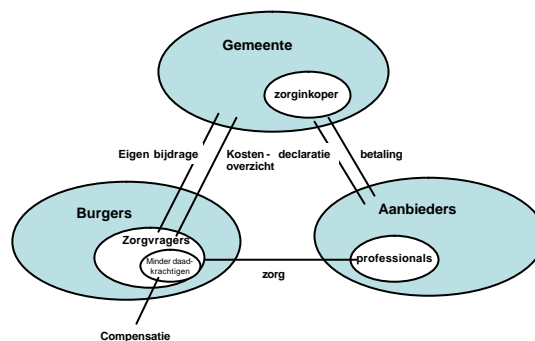 Gemeente
zorginkoper
Eigen bijdrage
Kosten-
overzicht
declaratie
betaling
Burgers
Zorgvragers
Minder daad-
krachtigen
Aanbieders
professionals
zorg
Compensatie